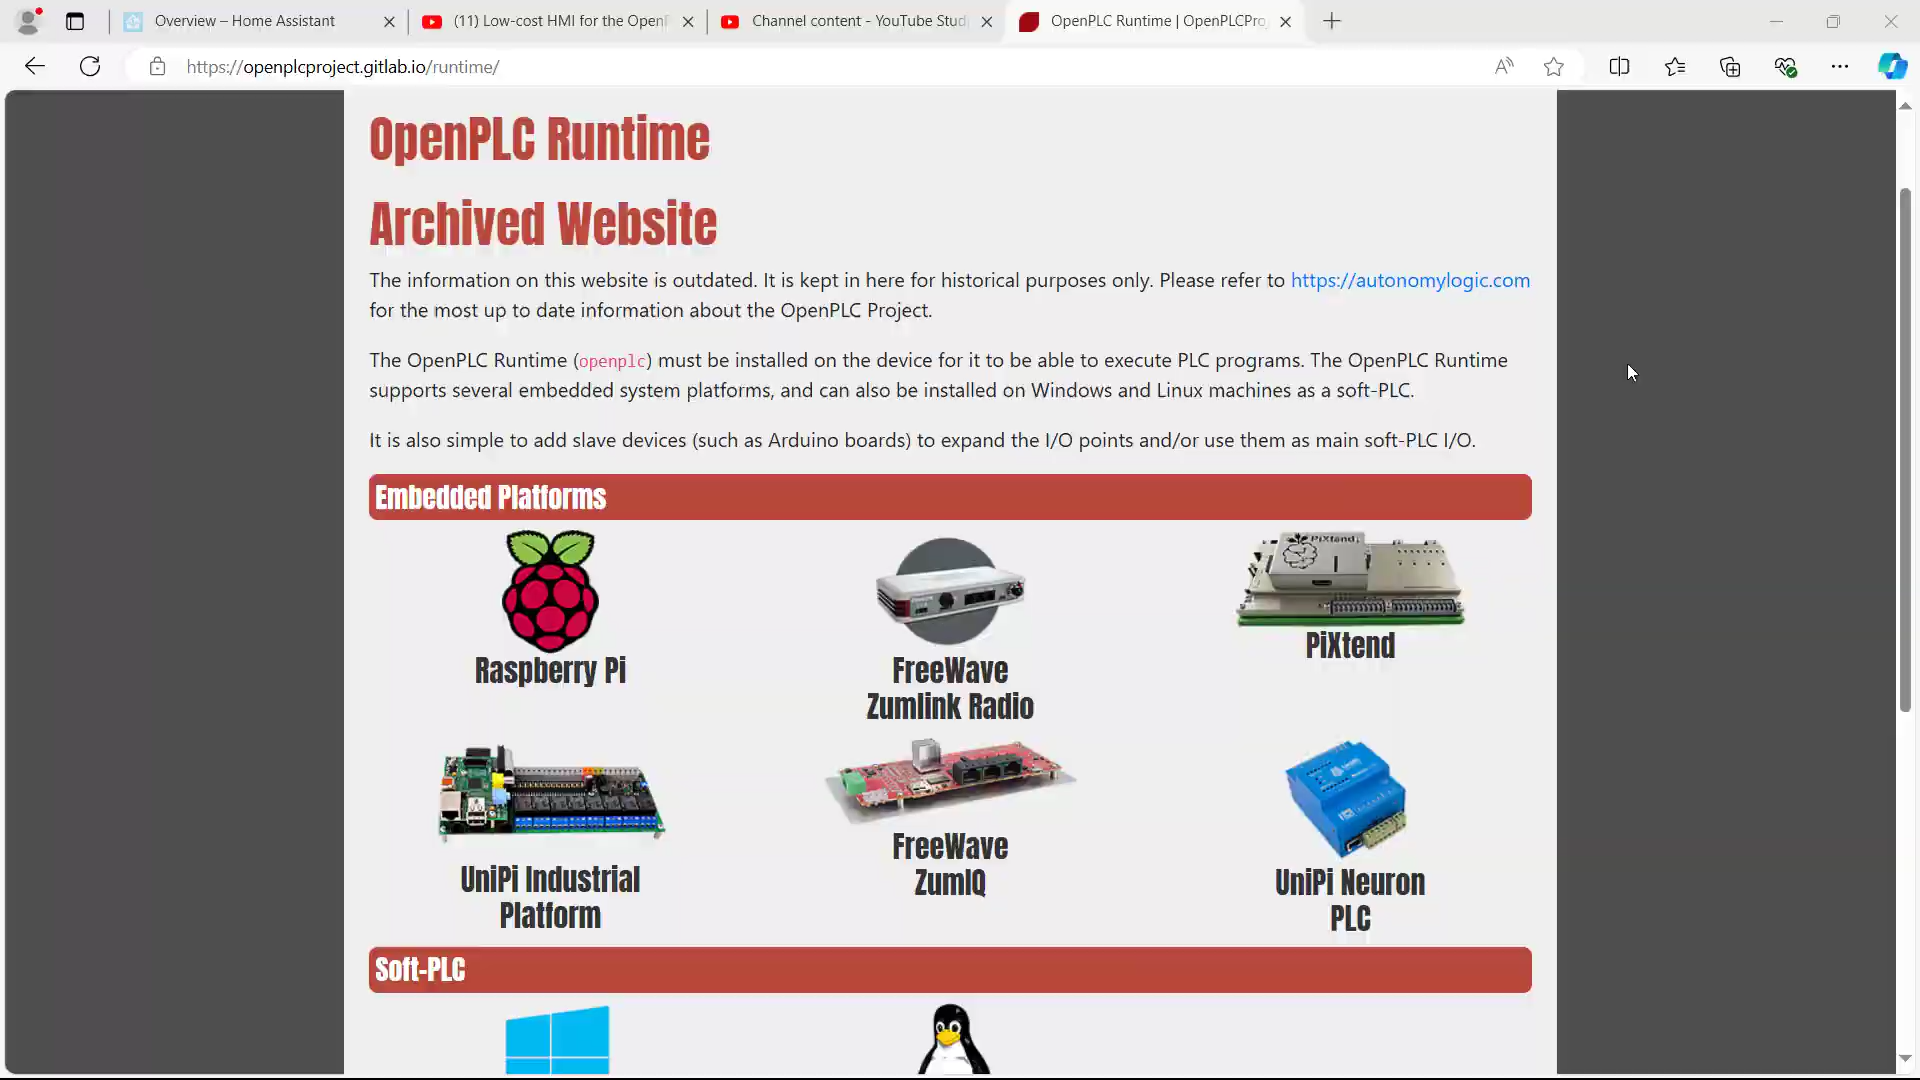 Overview – Home Assistant
(11) Low-cost HMI for the Open
Channel content - YouTube Stud
OpenPLC Runtime | OpenPLCPro
https://openplcproject.gitlab.io/runtime/
OpenPLC Runtime
Archived Website
The information on this website is outdated. It is kept in here for historical purposes only. Please refer to https://autonomylogic.com
for the most up to date information about the OpenPLC Project.
The OpenPLC Runtime (openplc) must be installed on the device for it to be able to execute PLC programs. The OpenPLC Runtime
supports several embedded system platforms, and can also be installed on Windows and Linux machines as a soft-PLC.
It is also simple to add slave devices (such as Arduino boards) to expand the I/O points and/or use them as main soft-PLC I/O.
Embedded Platforms
PiXtend
Raspberry Pi
FreeWave
Zumlink Radio
PiXtend
UniPi Industrial
Platform
FreeWave
ZumIQ
UniPi Neuron
PLC
Soft-PLC